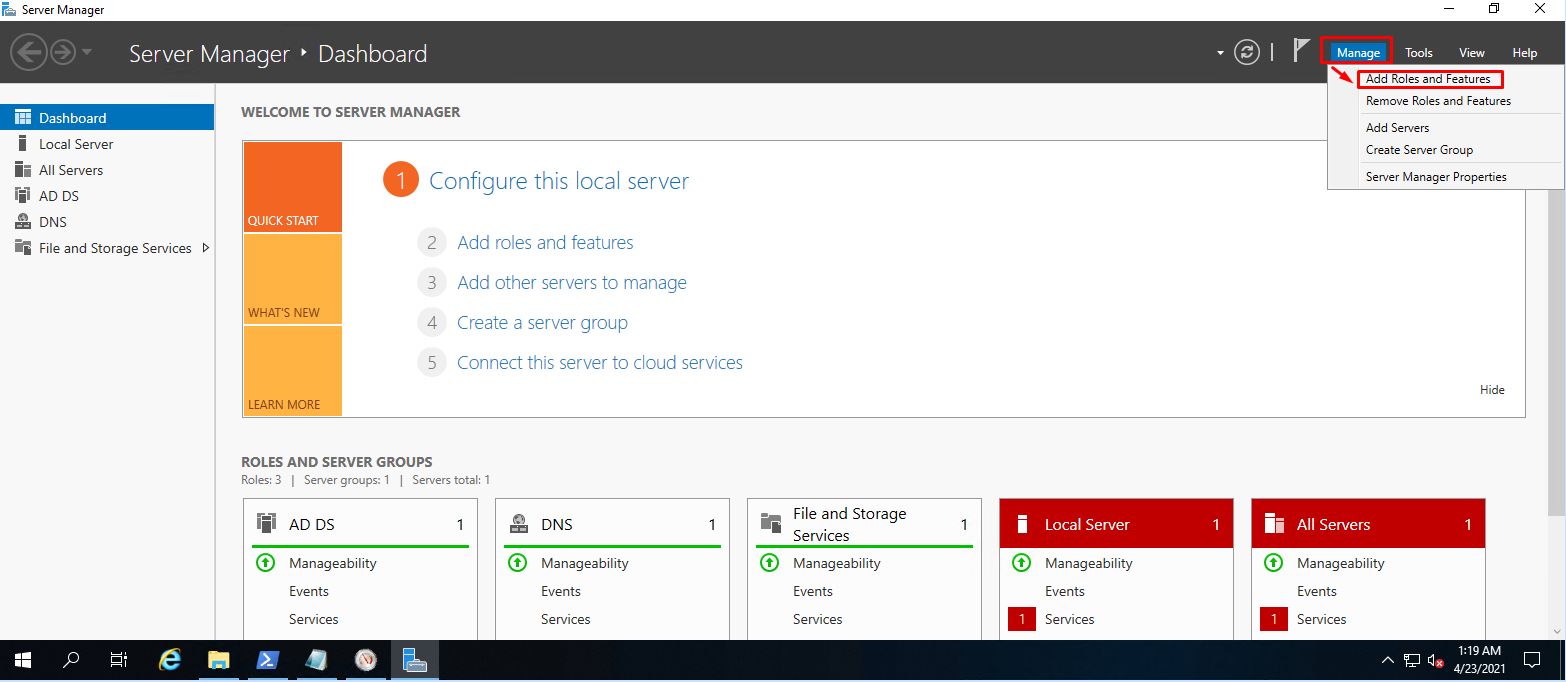 Server Manager
Server Manager ‣ Dashboard
Manage
Tools
View
Help
Add Roles and Features
Remove Roles and Features
Add Servers
Create Server Group
Server Manager Properties
Dashboard
Local Server
All Servers
AD DS
DNS
File and Storage Services
WELCOME TO SERVER MANAGER
QUICK START
WHAT'S NEW
LEARN MORE
1 Configure this local server
2 Add roles and features
3 Add other servers to manage
4 Create a server group
5 Connect this server to cloud services
Hide
ROLES AND SERVER GROUPS
Roles: 3 | Server groups: 1 | Servers total: 1
AD DS 1
Manageability
Events
Services
DNS 1
Manageability
Events
Services
File and Storage
Services 1
Manageability
Events
Services
Local Server 1
Manageability
Events
1 Services
All Servers 1
Manageability
Events
1 Services
1:19 AM
4/23/2021